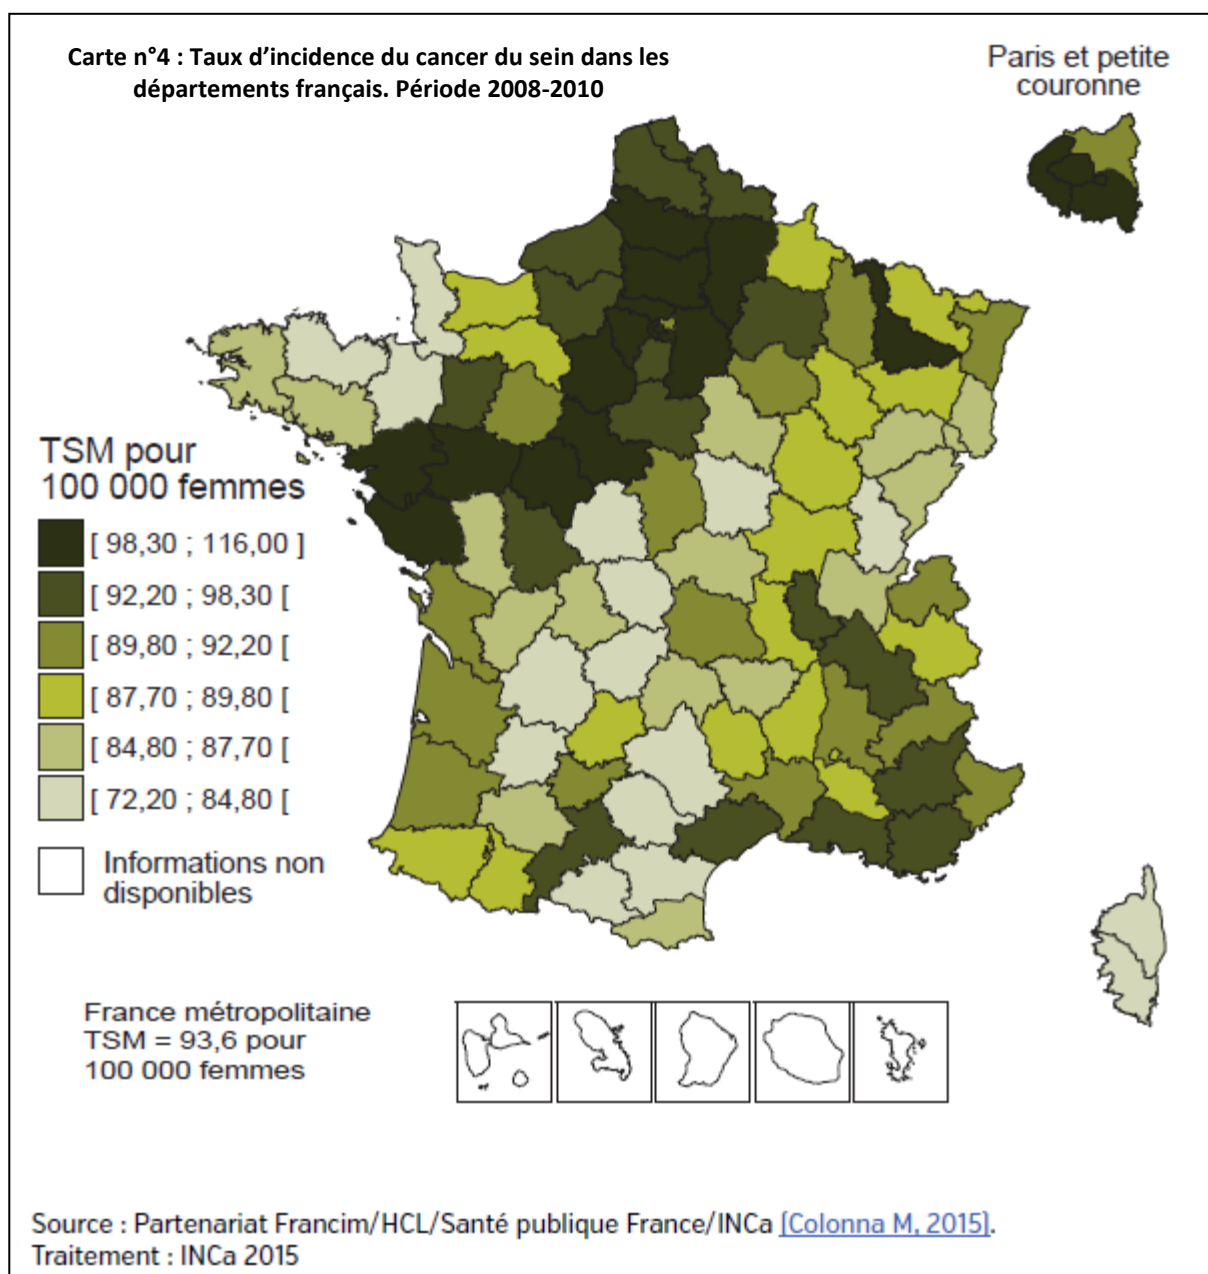 Carte n°4 : Taux d’incidence du cancer du sein dans les
départements français. Période 2008-2010
Paris et petite
couronne
TSM pour
100 000 femmes
[ 98,30 ; 116,00 ]
[ 92,20 ; 98,30 [
[ 89,80 ; 92,20 [
[ 87,70 ; 89,80 [
[ 84,80 ; 87,70 [
[ 72,20 ; 84,80 [
Informations non
disponibles
France métropolitaine
TSM = 93,6 pour
100 000 femmes
Source : Partenariat Francim/HCL/Santé publique France/INCa [Colonna M, 2015].
Traitement : INCa 2015